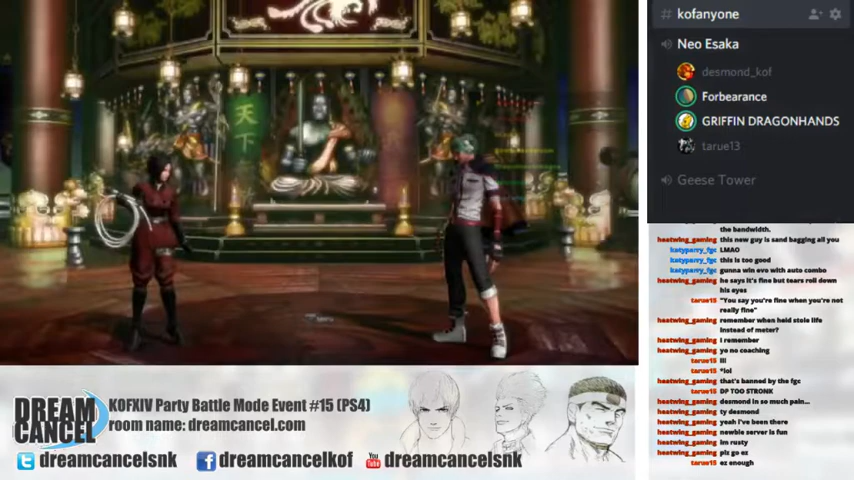 # kofanyone
Neo Esaka
desmond_kof
Forbearance
GRIFFIN DRAGONHANDS
tarue13
Geese Tower
the bandwidth.
heatwing_gaming this new guy is sand bagging all you
katyparry_fgc LMAO
katyparry_fgc this is too good
katyparry_fgc gunna win evo with auto combo
heatwing_gaming he says it's fine but tears roll down
his eyes
tarue15 "You say you're fine when you're not
really fine"
heatwing_gaming remember when heid stole life
instead of meter?
heatwing_gaming I remember
heatwing_gaming yo no coaching
tarue15 lll
tarue15 *lol
heatwing_gaming that's banned by the fgc
tarue15 DP TOO STRONK
heatwing_gaming desmond in so much pain...
heatwing_gaming ty desmond
heatwing_gaming yeah i've been there
heatwing_gaming newbie server is fun
heatwing_gaming im rusty
heatwing_gaming plz go ez
tarue15 ez enough
天下
DREAM
CANCEL
KOFXIV Party Battle Mode Event #15 (PS4)
room name: dreamcancel.com
dreamcancelsnk
dreamcancelkof
You Tube dreamcancelsnk